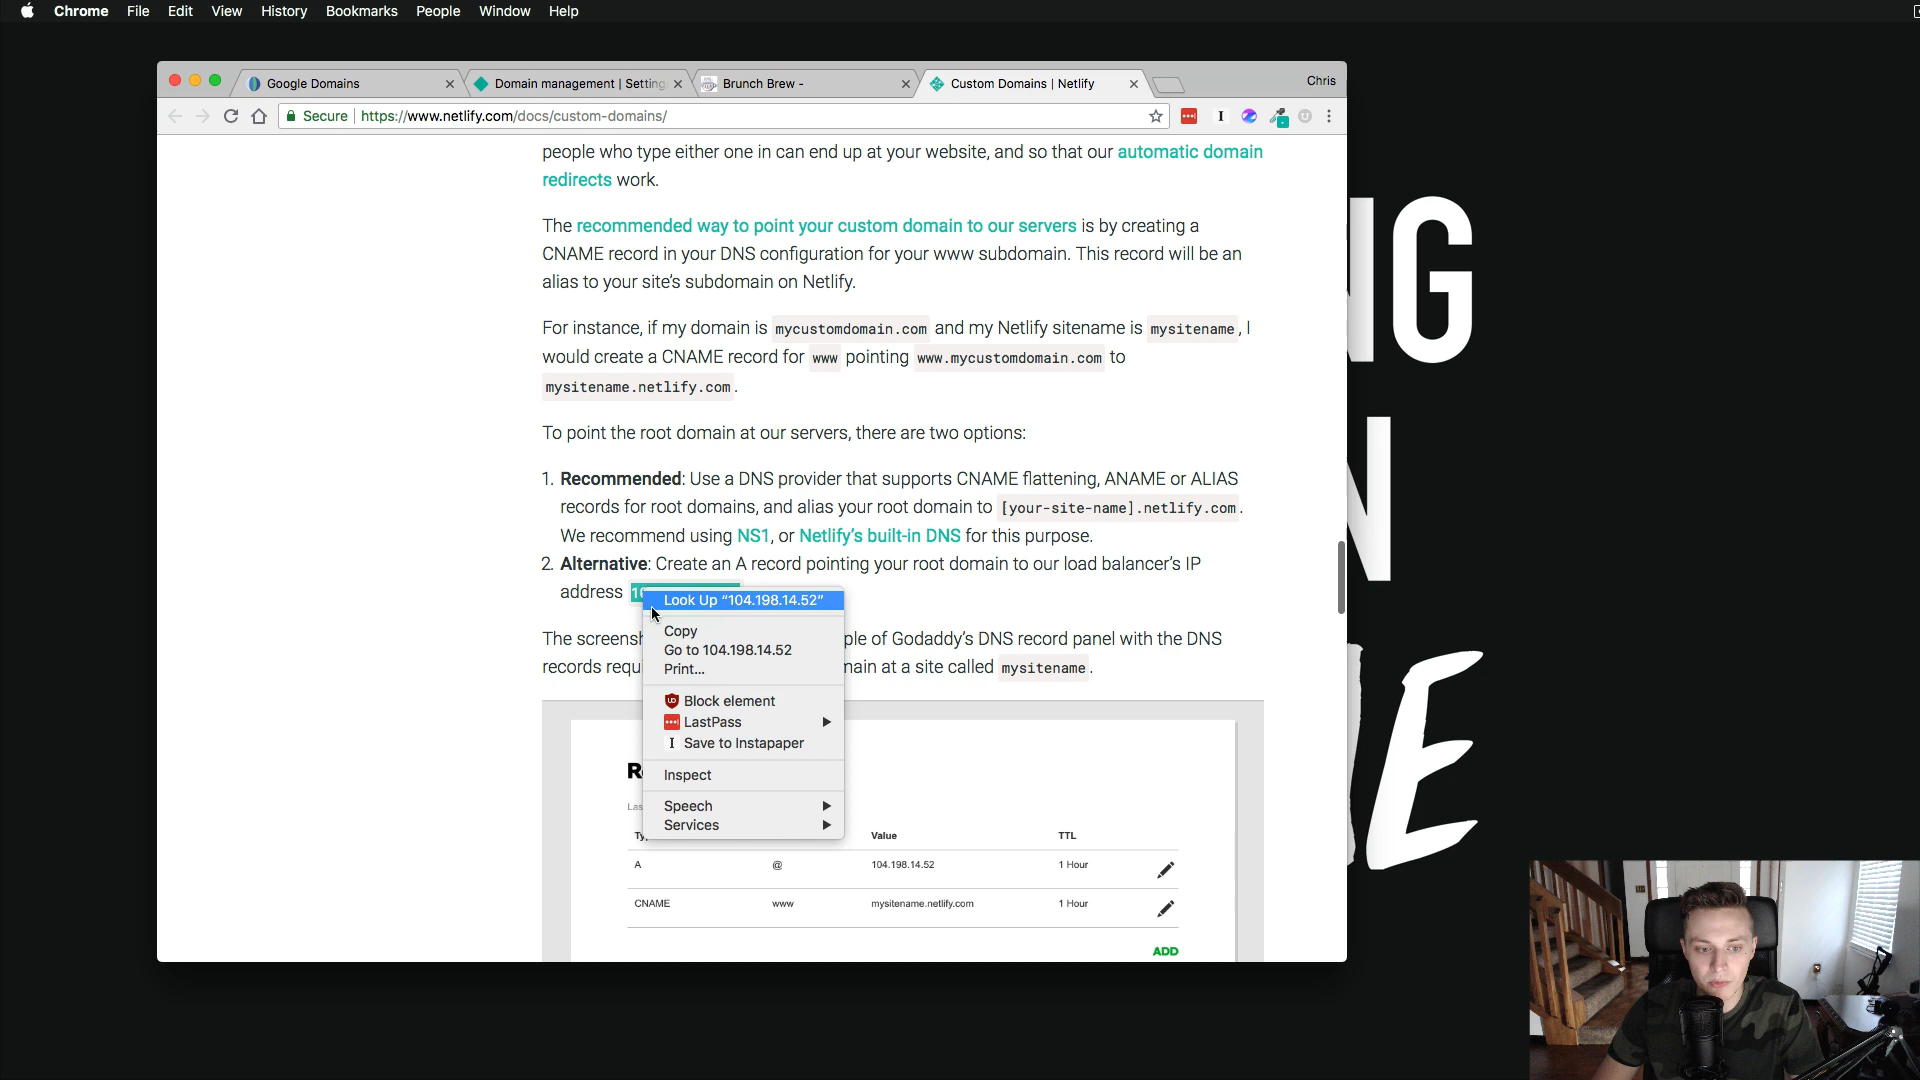 Chrome File Edit View History Bookmarks People Window Help
Google Domains
Domain management | Setting
Brunch Brew -
Custom Domains | Netlify
Chris
Secure | https://www.netlify.com/docs/custom-domains/
people who type either one in can end up at your website, and so that our automatic domain
redirects work.
The recommended way to point your custom domain to our servers is by creating a
CNAME record in your DNS configuration for your www subdomain. This record will be an
alias to your site's subdomain on Netlify.
For instance, if my domain is mycustomdomain.com and my Netlify sitename is mysitename, I
would create a CNAME record for www pointing www.mycustomdomain.com to
mysitename.netlify.com.
To point the root domain at our servers, there are two options:
1. Recommended: Use a DNS provider that supports CNAME flattening, ANAME or ALIAS
records for root domains, and alias your root domain to [your-site-name].netlify.com.
We recommend using NS1, or Netlify's built-in DNS for this purpose.
2. Alternative: Create an A record pointing your root domain to our load balancer's IP
address 10
Look Up "104.198.14.52"
Copy
Go to 104.198.14.52
Print...
Block element
LastPass
Save to Instapaper
Inspect
Speech
Services
The screensh ple of Godaddy's DNS record panel with the DNS
records requ main at a site called mysitename.
R
Las
Ty Value TTL
A @ 104.198.14.52 1 Hour
CNAME www mysitename.netlify.com 1 Hour
ADD
NG
N
E